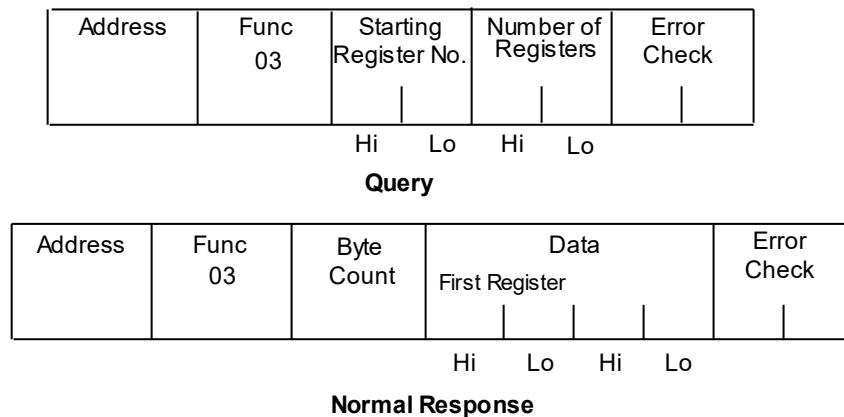 Address Func Starting Number of Error
03 Register No. Registers Check
Hi Lo Hi Lo
Query
Address Func Byte Data Error
03 Count First Register Check
Hi Lo Hi Lo
Normal Response